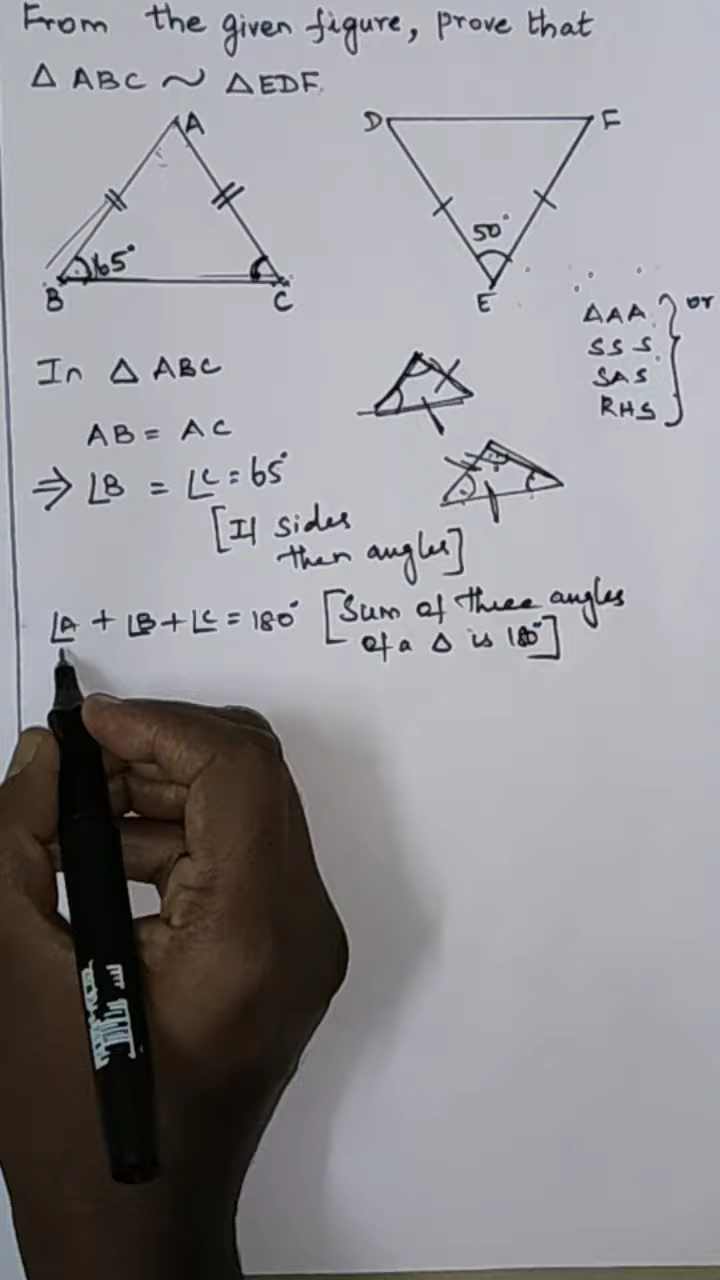 From the given figure, prove that
△ ABC ~ △EDF.
A
D
F
65°
50°
B
C
E
AAA
SSS
SAS
RHS
or
In △ ABC
AB = AC
⇒ ∠B = ∠C = 65°
[If sides
then angles]
∠A + ∠B + ∠C = 180° [Sum of three angles
of a △ is 180°]